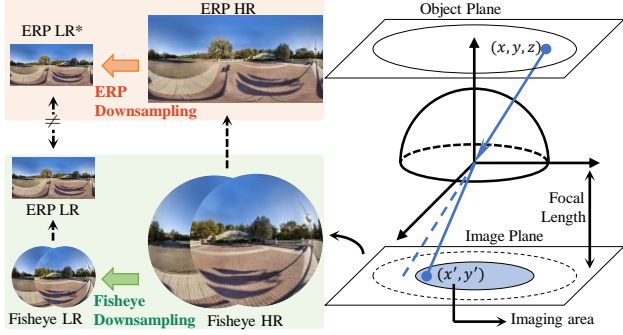 ERP HR
ERP LR*
ERP
Downsampling
≠
ERP LR
Fisheye LR
Fisheye
Downsampling
Fisheye HR
Object Plane
(x, y, z)
Focal
Length
Image Plane
(x′, y′)
Imaging area